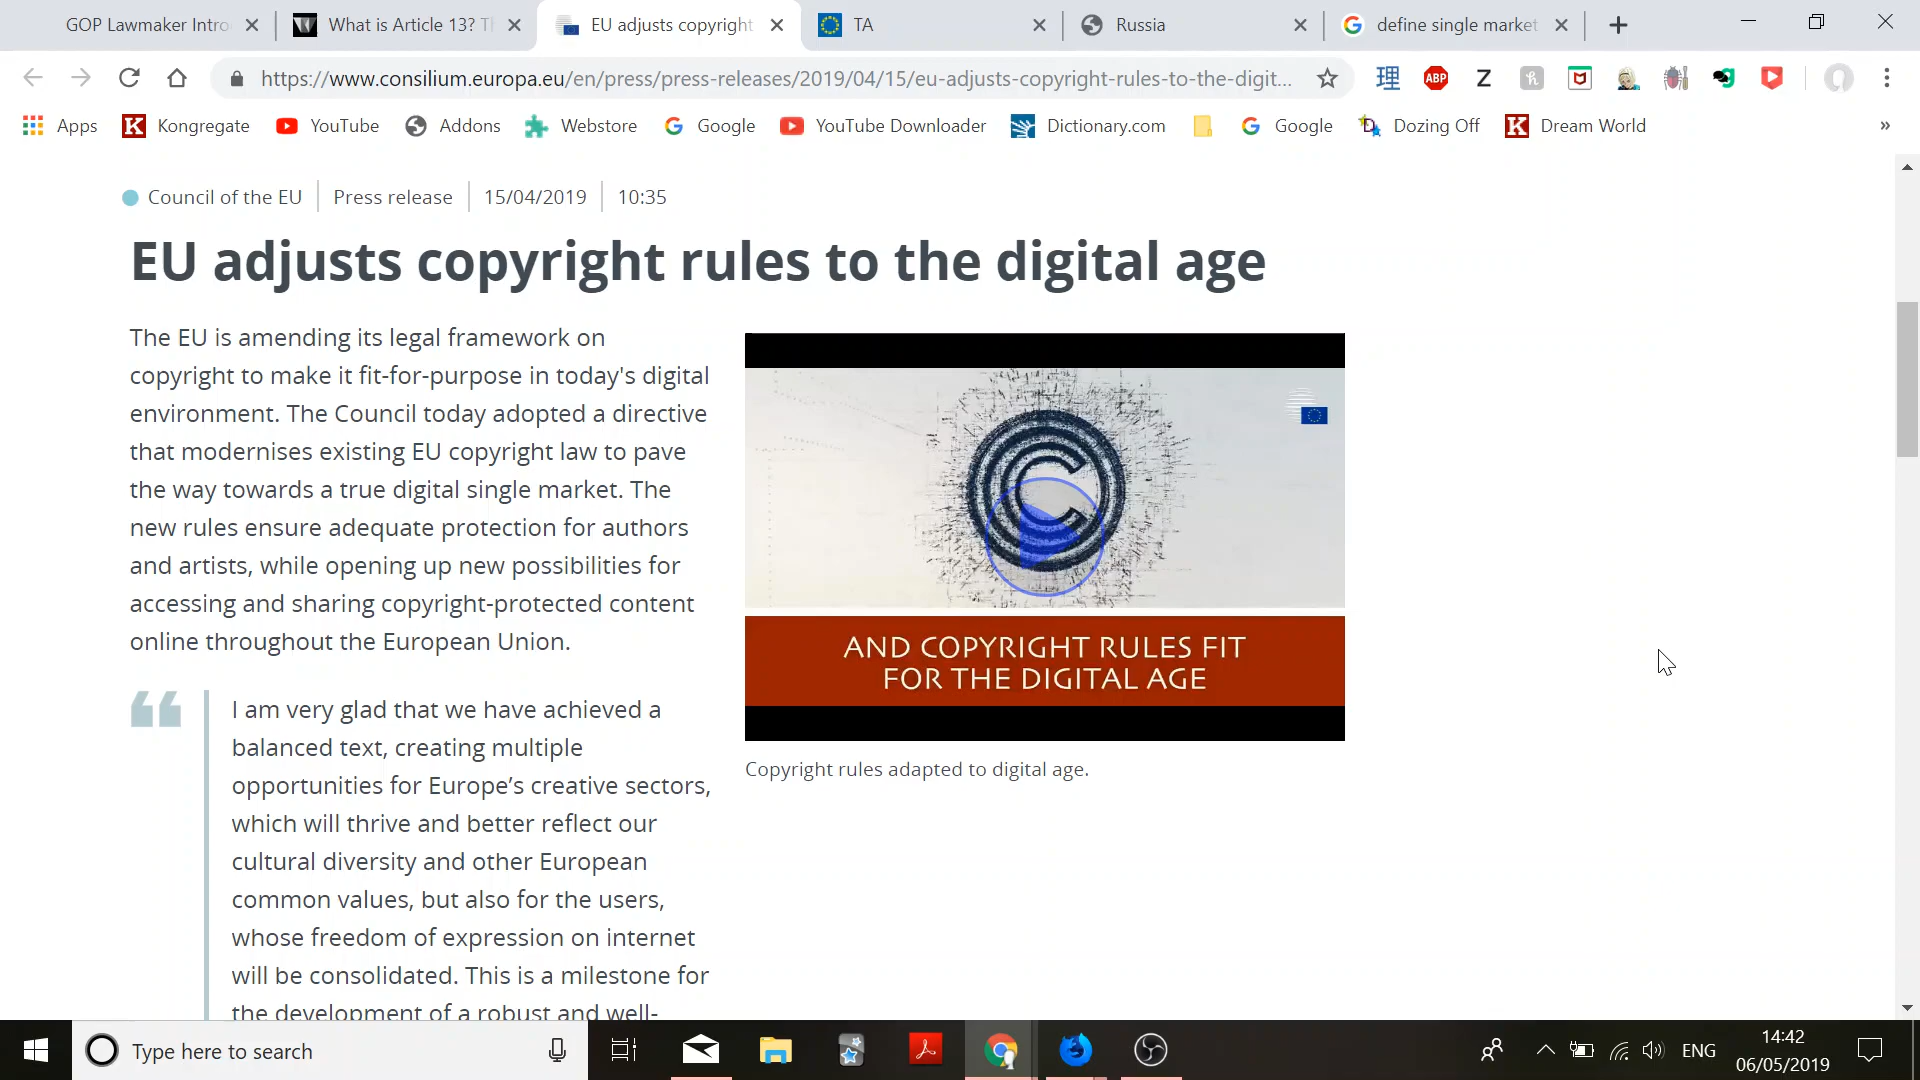 GOP Lawmaker Intro
What is Article 13? T
EU adjusts copyright
TA
Russia
define single market
https://www.consilium.europa.eu/en/press/press-releases/2019/04/15/eu-adjusts-copyright-rules-to-the-digit...
理
ABP
Z
h
Apps
Kongregate
YouTube
Addons
Webstore
Google
YouTube Downloader
Dictionary.com
Google
Dozing Off
Dream World
»
Council of the EU
Press release
15/04/2019
10:35
EU adjusts copyright rules to the digital age
The EU is amending its legal framework on
copyright to make it fit-for-purpose in today's digital
environment. The Council today adopted a directive
that modernises existing EU copyright law to pave
the way towards a true digital single market. The
new rules ensure adequate protection for authors
and artists, while opening up new possibilities for
accessing and sharing copyright-protected content
online throughout the European Union.
AND COPYRIGHT RULES FIT
FOR THE DIGITAL AGE
Copyright rules adapted to digital age.
I am very glad that we have achieved a
balanced text, creating multiple
opportunities for Europe’s creative sectors,
which will thrive and better reflect our
cultural diversity and other European
common values, but also for the users,
whose freedom of expression on internet
will be consolidated. This is a milestone for
the development of a robust and well-
Type here to search
ENG
14:42
06/05/2019